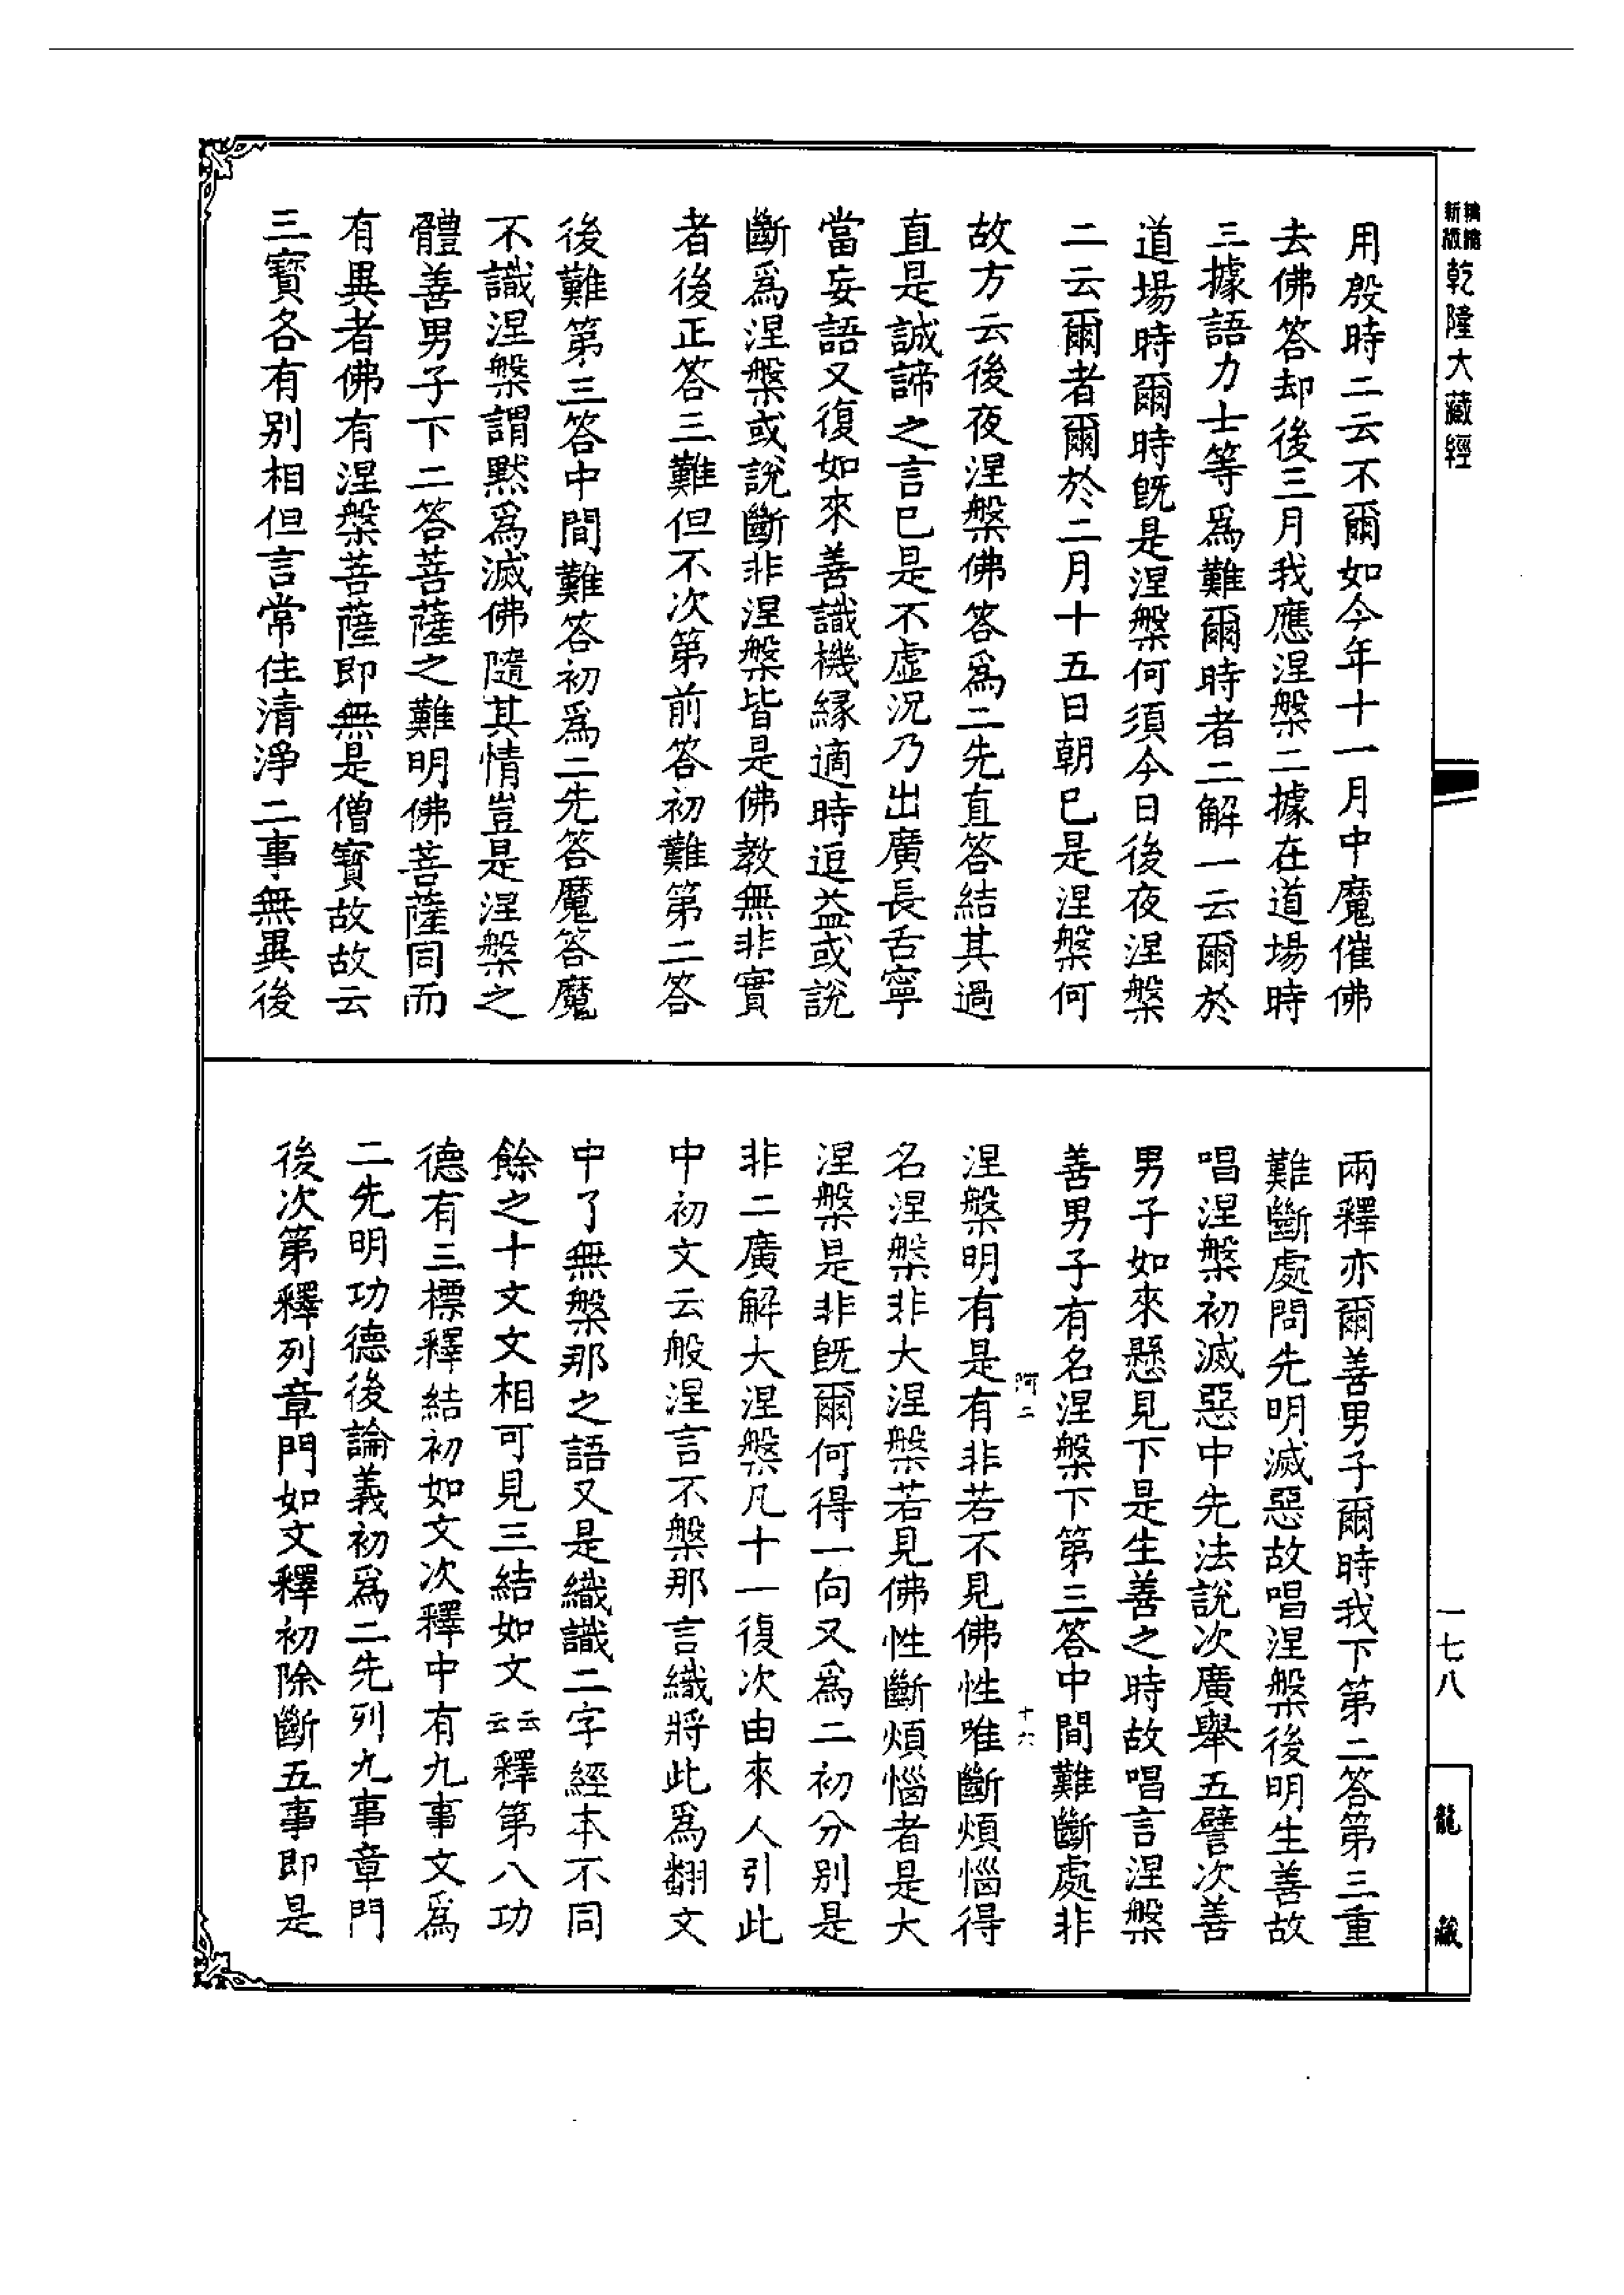 精縮
新版
乾隆大藏經
用殷時二云不爾如今年十一月中魔催佛
去佛答却後三月我應涅槃二據在道場時
三據語力士等爲難爾時者二解一云爾於
道場時爾時時既是涅槃何須今日後夜涅槃
二云爾者爾於二月十五日朝巳是涅槃何
故方云後夜涅槃佛答爲二先直答結其過
直是誠諦之言巳是不虛況乃出廣長舌寧
當妄語又復如來善識機緣適時逗益或說
斷爲涅槃或說斷非涅槃皆是佛教無非實
者後正答三難但不次第前答初難第二答
後難第三答中間難答初爲二先答魔答魔
不識涅槃謂黙爲滅佛隨其情豈是涅槃之
體善男子下二答菩薩之難明佛菩薩同而
有異者佛有涅槃菩薩即無是僧寶故故云
三寶各有別相但言常住清淨二事無異後
兩釋亦爾善男子爾時我下第二答第三重
難斷處問先明滅惡故唱涅槃後明生善故
唱涅槃初滅惡中先法說次廣舉五譬次善
男子如來懸見下是生善之時故唱言涅槃
善男子有名涅槃下第三答中間難斷處非
阿二
十六
涅槃明有是有非若不見佛性唯斷煩惱得
名涅槃非大涅槃若見佛性斷煩惱者是大
涅槃是非既爾何得一向又爲二初分別是
非二廣解大涅槃凡十一復次由來人引此
中初文云般涅言不槃那言織將此爲翻文
中了無槃那之語又是織識二字經本不同
餘之十文文相可見三結如文云云釋第八功
德有三標釋結初如文次釋中有九事文爲
二先明功德後論義初爲二先列九事章門
後次第釋列章門如文釋初除斷五事即是
一七八
龍藏